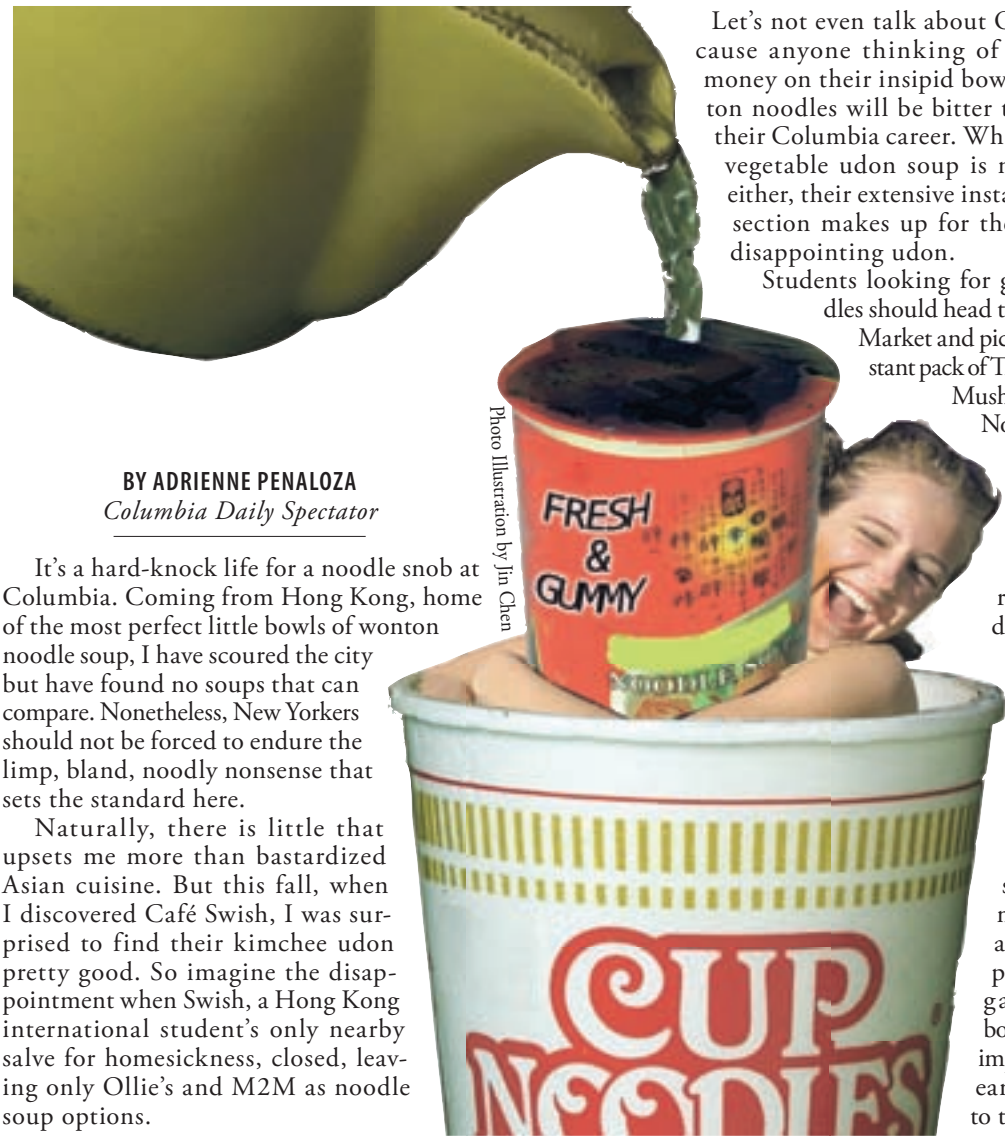 BY ADRIENNE PENALOZA
Columbia Daily Spectator
It's a hard-knock life for a noodle snob at
Columbia. Coming from Hong Kong, home
of the most perfect little bowls of wonton
noodle soup, I have scoured the city
but have found no soups that can
compare. Nonetheless, New Yorkers
should not be forced to endure the
limp, bland, noodly nonsense that
sets the standard here.
Naturally, there is little that
upsets me more than bastardized
Asian cuisine. But this fall, when
I discovered Café Swish, I was sur-
prised to find their kimchee udon
pretty good. So imagine the disap-
pointment when Swish, a Hong Kong
international student's only nearby
salve for homesickness, closed, leav-
ing only Ollie's and M2M as noodle
soup options.
Photo Illustration by Jin Chen
FRESH
&
GUMMY
NOODLE
CUP
NOODLES
®
Let's not even talk about
cause anyone thinking of
money on their insipid bow
ton noodles will be bitter t
their Columbia career. Wh
vegetable udon soup is
either, their extensive insta
section makes up for the
disappointing udon.
Students looking for g
dles should head t
Market and pic
stant pack of T
Mush
No
r
d
s
a
p
ga
bo
im
ear
to t